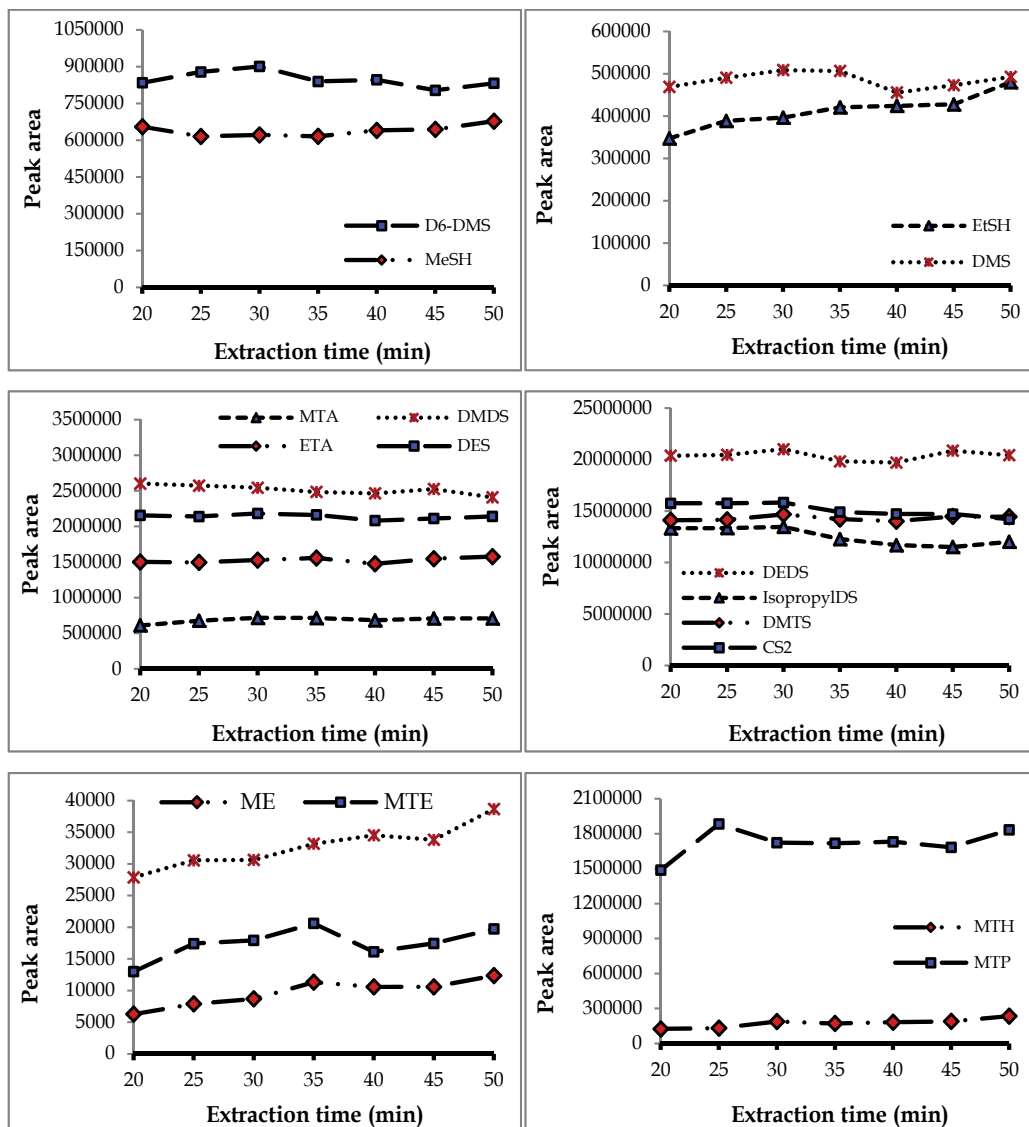 1050000
900000
750000
600000
450000
300000
150000
0
Peak area
D6-DMS
MeSH
20 25 30 35 40 45 50
Extraction time (min)
600000
500000
400000
300000
200000
100000
0
Peak area
EtSH
DMS
20 25 30 35 40 45 50
Extraction time (min)
3500000
3000000
2500000
2000000
1500000
1000000
500000
0
Peak area
MTA DMDS
ETA DES
20 25 30 35 40 45 50
Extraction time (min)
25000000
20000000
15000000
10000000
5000000
0
Peak area
DEDS
IsopropylDS
DMTS
CS2
20 25 30 35 40 45 50
Extraction time (min)
40000
35000
30000
25000
20000
15000
10000
5000
0
Peak area
ME MTE
20 25 30 35 40 45 50
Extraction time (min)
2100000
1800000
1500000
1200000
900000
600000
300000
0
Peak area
MTH
MTP
20 25 30 35 40 45 50
Extraction time (min)